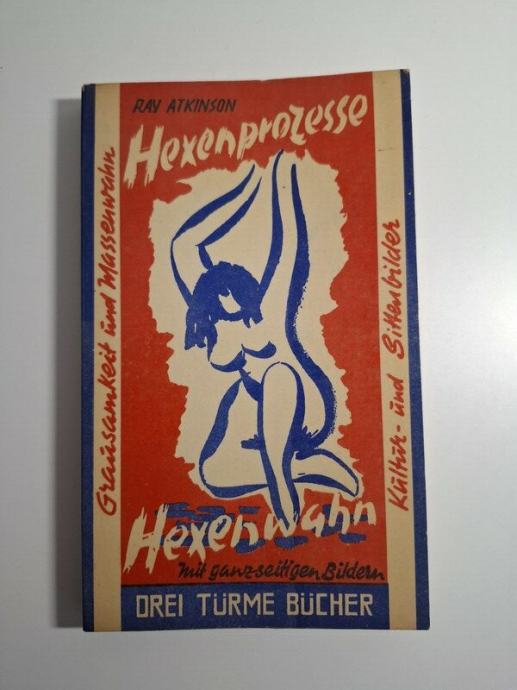 RAY ATKINSON
Hexenprozesse
Grausamkeit und Massenwahn
Kultur- und Sittenbilder
Hexenwahn
mit ganzseitigen Bildern
DREI TÜRME BÜCHER